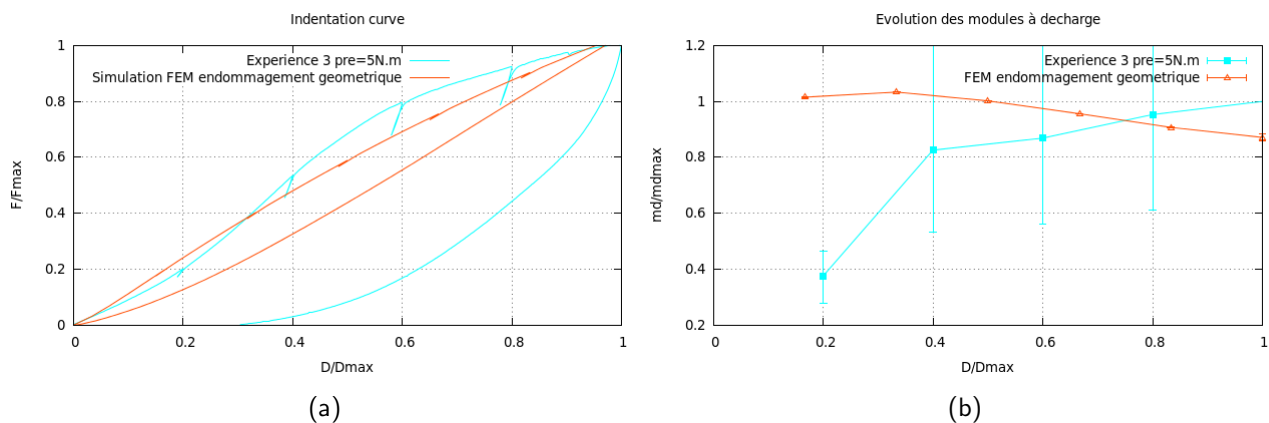 Indentation curve
Experience 3 pre=5N.m
Simulation FEM endommagement geometrique
1
0.8
0.6
0.4
0.2
0
F/Fmax
0 0.2 0.4 0.6 0.8 1
D/Dmax
(a)
Evolution des modules à decharge
Experience 3 pre=5N.m
FEM endommagement geometrique
1.2
1
0.8
0.6
0.4
0.2
md/mdmax
0 0.2 0.4 0.6 0.8 1
D/Dmax
(b)